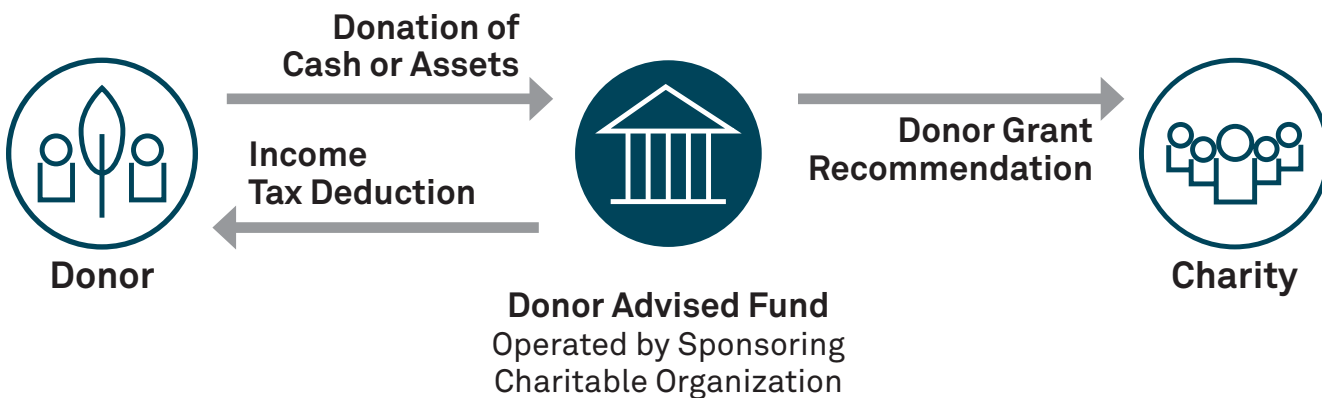 Donation of
Cash or Assets
Income
Tax Deduction
Donor Grant
Recommendation
Donor
Charity
Donor Advised Fund
Operated by Sponsoring
Charitable Organization